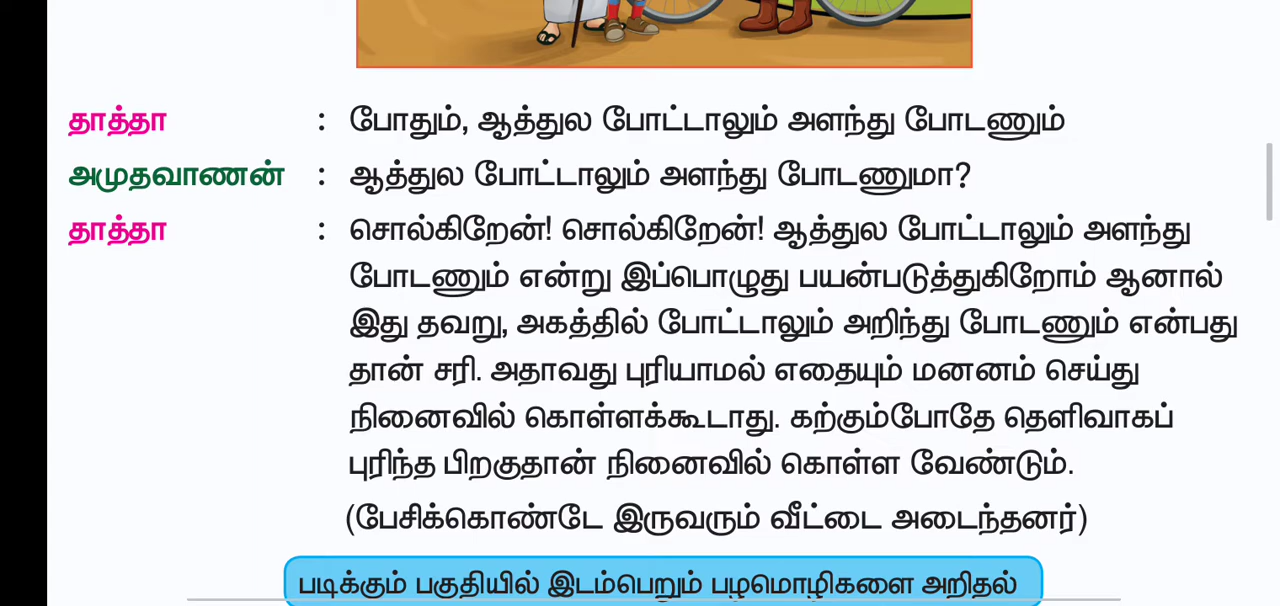 தாத்தா : போதும், ஆத்துல போட்டாலும் அளந்து போடணும்
அமுதவாணன் : ஆத்துல போட்டாலும் அளந்து போடணுமா?
தாத்தா : சொல்கிறேன்! சொல்கிறேன்! ஆத்துல போட்டாலும் அளந்து
போடணும் என்று இப்பொழுது பயன்படுத்துகிறோம் ஆனால்
இது தவறு, அகத்தில் போட்டாலும் அறிந்து போடணும் என்பது
தான் சரி. அதாவது புரியாமல் எதையும் மனனம் செய்து
நினைவில் கொள்ளக்கூடாது. கற்கும்போதே தெளிவாகப்
புரிந்த பிறகுதான் நினைவில் கொள்ள வேண்டும்.
(பேசிக்கொண்டே இருவரும் வீட்டை அடைந்தனர்)
படிக்கும் பகுதியில் இடம்பெறும் பழமொழிகளை அறிதல்